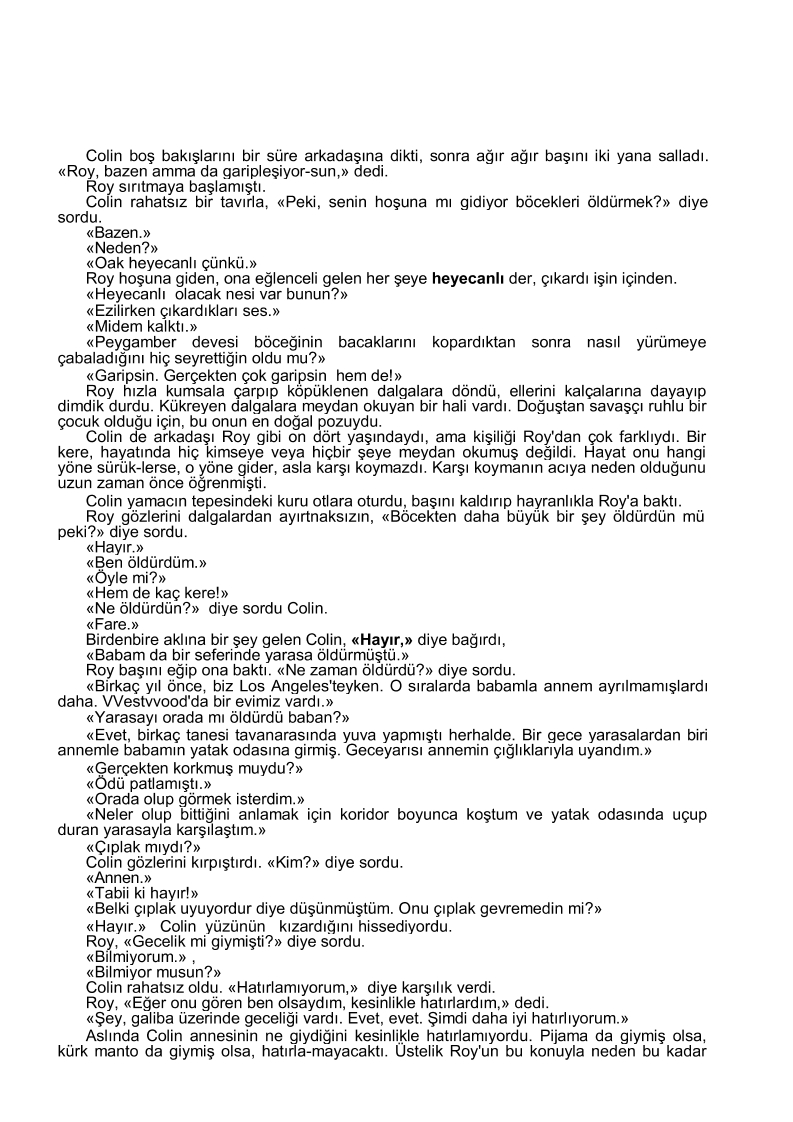 Colin boş bakışlarını bir süre arkadaşına dikti, sonra ağır ağır başını iki yana salladı.
«Roy, bazen amma da garipleşiyor-sun,» dedi.
Roy sırıtmaya başlamıştı.
Colin rahatsız bir tavırla, «Peki, senin hoşuna mı gidiyor böcekleri öldürmek?» diye
sordu.
«Bazen.»
«Neden?»
«Oak heyecanlı çünkü.»
Roy hoşuna giden, ona eğlenceli gelen her şeye heyecanlı der, çıkardı işin içinden.
«Heyecanlı olacak nesi var bunun?»
«Ezilirken çıkardıkları ses.»
«Midem kalktı.»
«Peygamber devesi böceğinin bacaklarını kopardıktan sonra nasıl yürümeye
çabaladığını hiç seyrettiğin oldu mu?»
«Garipsin. Gerçekten çok garipsin hem de!»
Roy hızla kumsala çarpıp köpüklenen dalgalara döndü, ellerini kalçalarına dayayıp
dimdik durdu. Kükreyen dalgalara meydan okuyan bir hali vardı. Doğuştan savaşçı ruhlu bir
çocuk olduğu için, bu onun en doğal pozuydu.
Colin de arkadaşı Roy gibi on dört yaşındaydı, ama kişiliği Roy'dan çok farklıydı. Bir
kere, hayatında hiç kimseye veya hiçbir şeye meydan okumuş değildi. Hayat onu hangi
yöne sürük-lerse, o yöne gider, asla karşı koymazdı. Karşı koymanın acıya neden olduğunu
uzun zaman önce öğrenmişti.
Colin yamacın tepesindeki kuru otlara oturdu, başını kaldırıp hayranlıkla Roy'a baktı.
Roy gözlerini dalgalardan ayırtnaksızın, «Böcekten daha büyük bir şey öldürdün mü
peki?» diye sordu.
«Hayır.»
«Ben öldürdüm.»
«Öyle mi?»
«Hem de kaç kere!»
«Ne öldürdün?» diye sordu Colin.
«Fare.»
Birdenbire aklına bir şey gelen Colin, «Hayır,» diye bağırdı,
«Babam da bir seferinde yarasa öldürmüştü.»
Roy başını eğip ona baktı. «Ne zaman öldürdü?» diye sordu.
«Birkaç yıl önce, biz Los Angeles'teyken. O sıralarda babamla annem ayrılmamışlardı
daha. VVestvvood'da bir evimiz vardı.»
«Yarasayı orada mı öldürdü baban?»
«Evet, birkaç tanesi tavanarasında yuva yapmıştı herhalde. Bir gece yarasalardan biri
annemle babamın yatak odasına girmiş. Geceyarısı annemin çığlıklarıyla uyandım.»
«Gerçekten korkmuş muydu?»
«Ödü patlamıştı.»
«Orada olup görmek isterdim.»
«Neler olup bittiğini anlamak için koridor boyunca koştum ve yatak odasında uçup
duran yarasayla karşılaştım.»
«Çıplak mıydı?»
Colin gözlerini kırpıştırdı. «Kim?» diye sordu.
«Annen.»
«Tabii ki hayır!»
«Belki çıplak uyuyordur diye düşünmüştüm. Onu çıplak gevremedin mi?»
«Hayır.» Colin yüzünün kızardığını hissediyordu.
Roy, «Gecelik mi giymişti?» diye sordu.
«Bilmiyorum.» ,
«Bilmiyor musun?»
Colin rahatsız oldu. «Hatırlamıyorum,» diye karşılık verdi.
Roy, «Eğer onu gören ben olsaydım, kesinlikle hatırlardım,» dedi.
«Şey, galiba üzerinde geceliği vardı. Evet, evet. Şimdi daha iyi hatırlıyorum.»
Aslında Colin annesinin ne giydiğini kesinlikle hatırlamıyordu. Pijama da giymiş olsa,
kürk manto da giymiş olsa, hatırla-mayacaktı. Üstelik Roy'un bu konuyla neden bu kadar